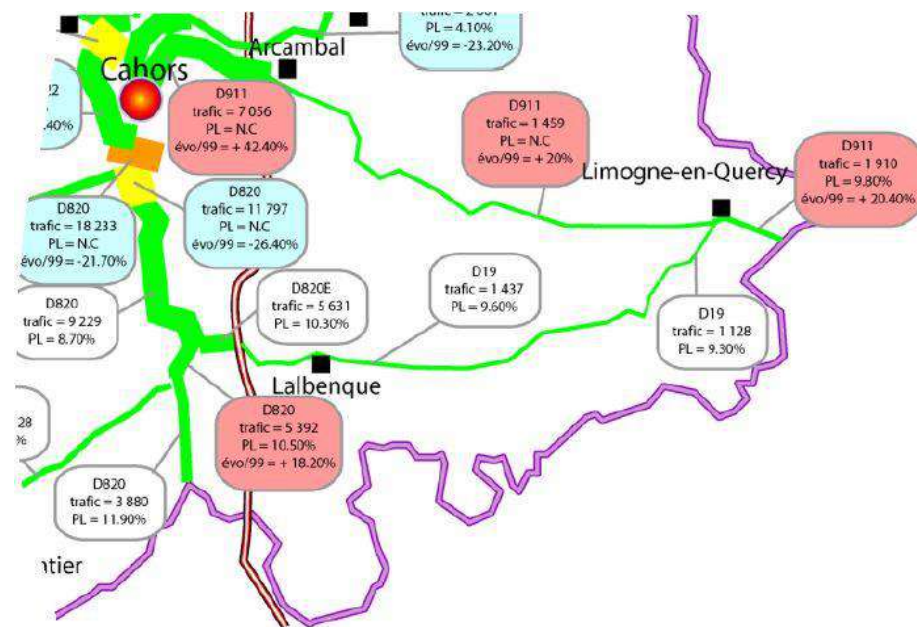 PL = 4.10%
évo/99 = -23.20%
Arcambal
Cahors
D911
trafic = 7 056
PL = N.C
évo/99 = + 42.40%
D911
trafic = 1 459
PL = N.C
évo/99 = + 20%
Limogne-en-Quercy
D911
trafic = 1 910
PL = 9.80%
évo/99 = + 20.40%
D820
trafic = 18 233
PL = N.C
évo/99 = -21.70%
D820
trafic = 11 797
PL = N.C
évo/99 = -26.40%
D820
trafic = 9 229
PL = 8.70%
D820E
trafic = 5 631
PL = 10.30%
D19
trafic = 1 437
PL = 9.60%
D19
trafic = 1 128
PL = 9.30%
Lalbenque
D820
trafic = 5 392
PL = 10.50%
évo/99 = + 18.20%
28
%
D820
trafic = 3 880
PL = 11.90%
ntier